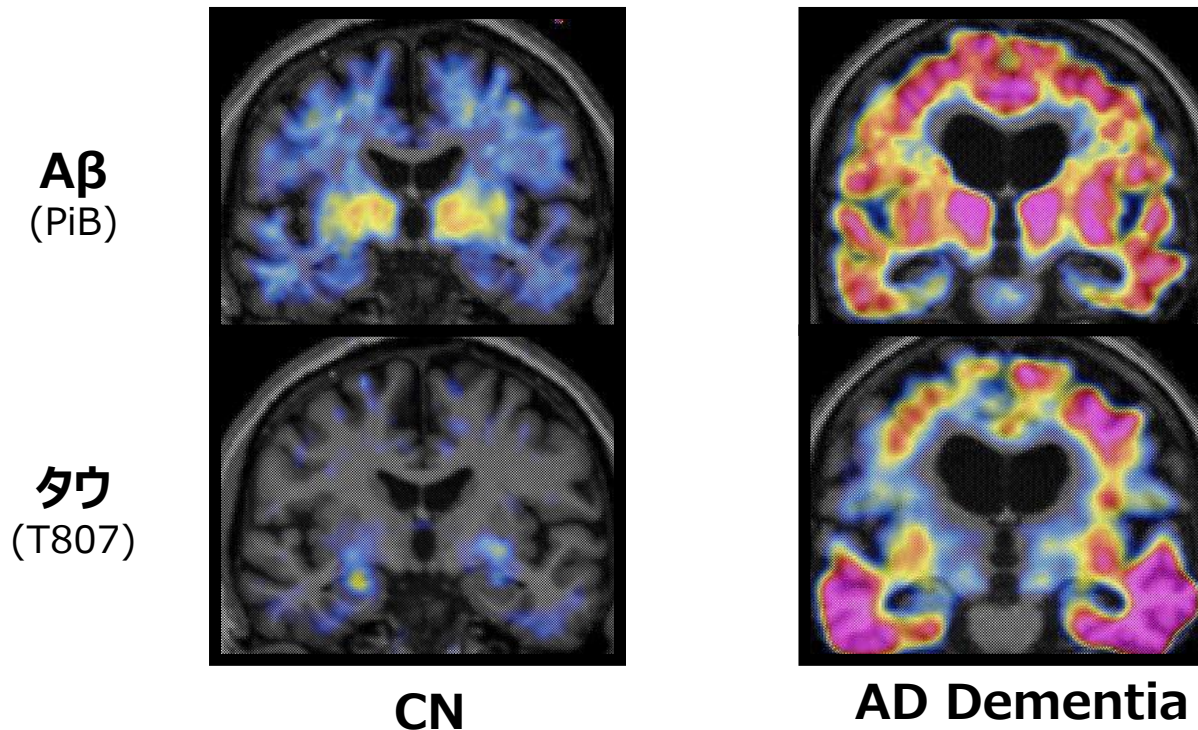 Aβ
(PiB)
タウ
(T807)
CN
AD Dementia